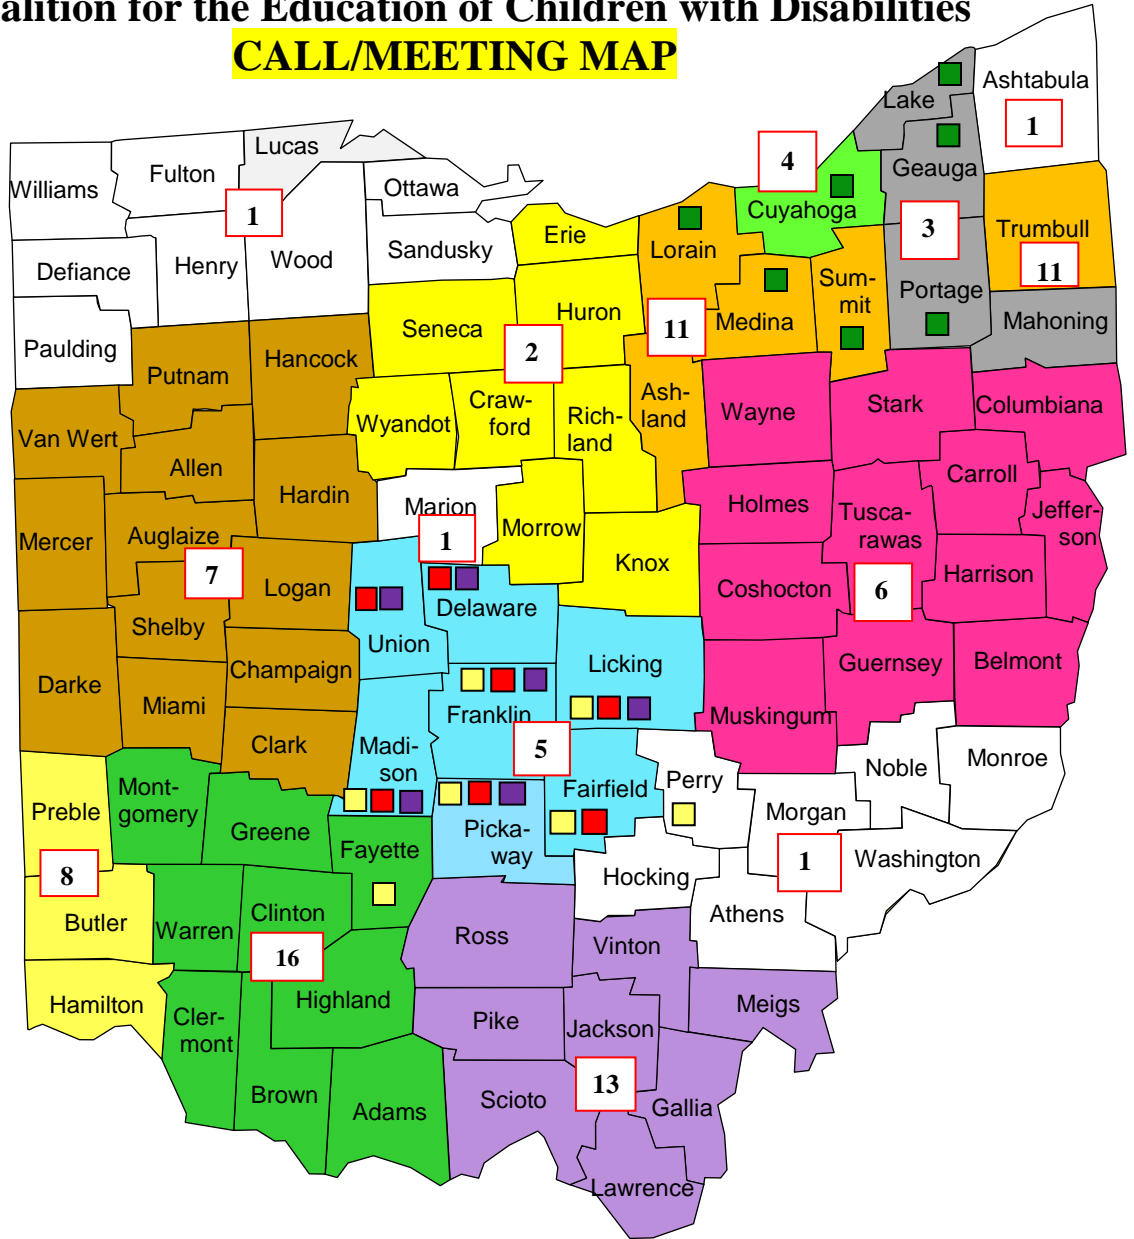 alition for the Education of Children with Disabilities
CALL/MEETING MAP
Ashtabula
Lake
1
Lucas
4
Geauga
Fulton
Williams
Ottawa
Cuyahoga
1
3
Trumbull
Erie
Lorain
Sandusky
Wood
Henry
Defiance
11
Sum-
mit
Portage
Huron
Medina
Mahoning
Seneca
11
2
Paulding
Hancock
Putnam
Ash-
land
Craw-
ford
Rich-
land
Wyandot
Wayne
Stark
Columbiana
Van Wert
Allen
Carroll
Hardin
Marion
Holmes
Morrow
Tusca-
rawas
Jeffer-
son
Mercer
Auglaize
1
Knox
7
Logan
Coshocton
6
Harrison
Delaware
Shelby
Union
Licking
Guernsey
Belmont
Champaign
Darke
Miami
Franklin
Muskingum
Clark
Madi-
son
5
Monroe
Noble
Perry
Fairfield
Mont-
gomery
Preble
Morgan
Greene
Picka-
way
Fayette
1
Washington
8
Hocking
Clinton
Athens
Butler
Warren
Ross
Vinton
16
Hamilton
Highland
Meigs
Cler-
mont
Pike
Jackson
13
Brown
Adams
Scioto
Gallia
Lawrence